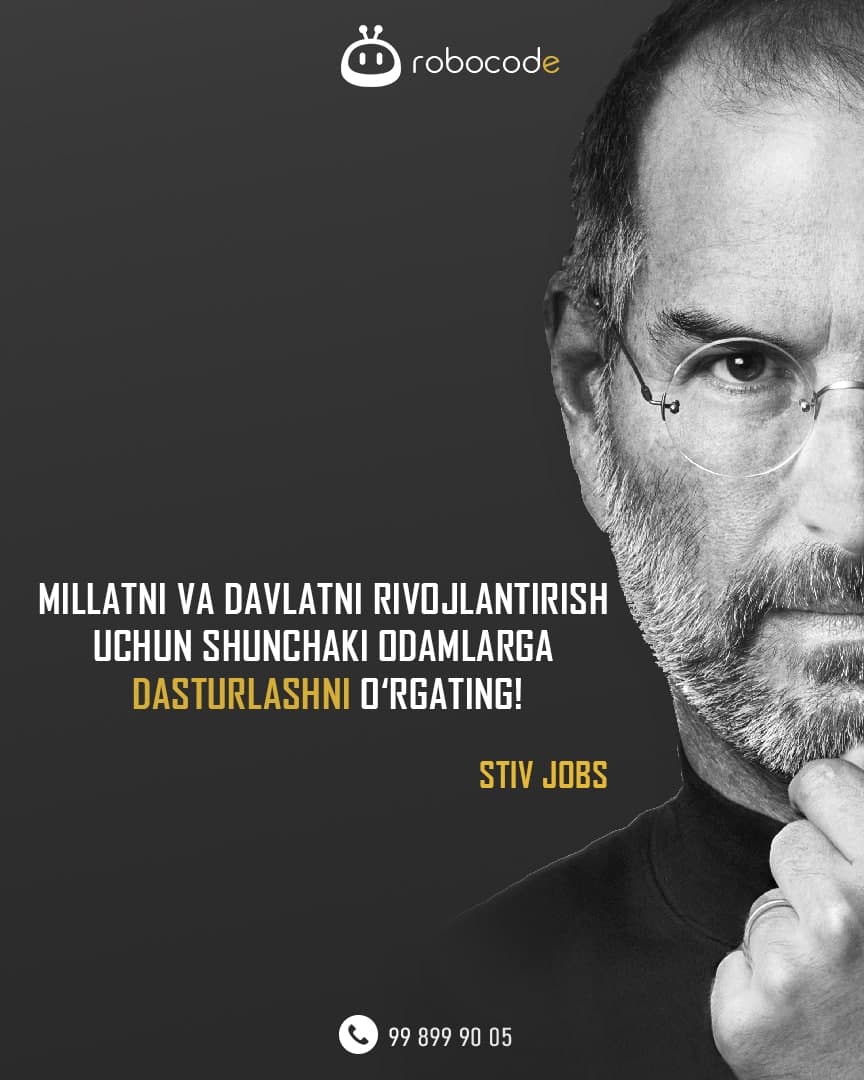 robocode
MILLATNI VA DAVLATNI RIVOJLANTIRISH
UCHUN SHUNCHAKI ODAMLARGA
DASTURLASHNI O‘RGATING!
STIV JOBS
99 899 90 05